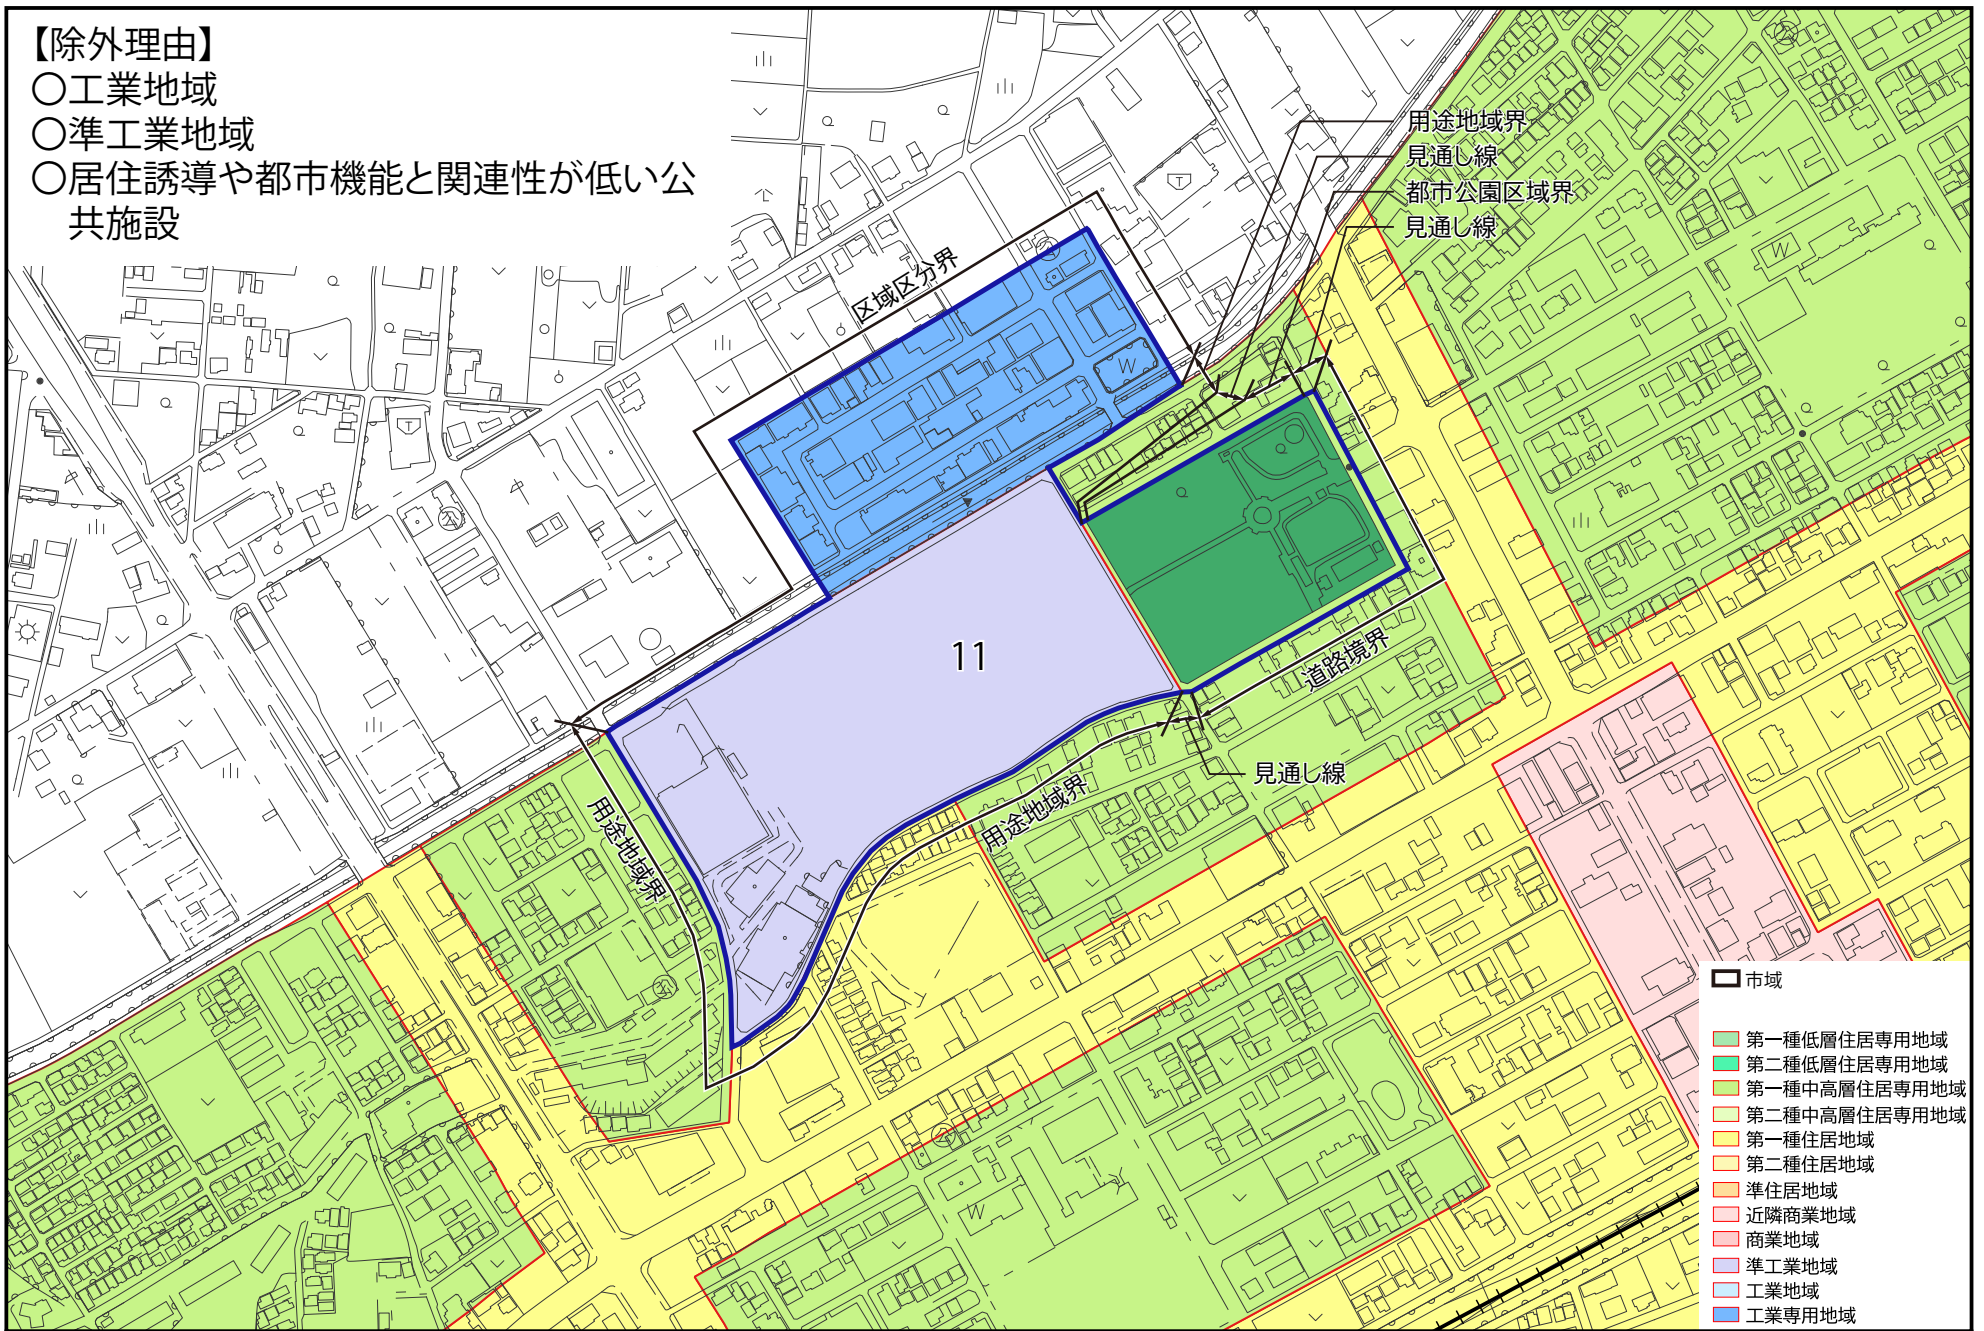 【除外理由】
○工業地域
○準工業地域
○居住誘導や都市機能と関連性が低い公
共施設
用途地域界
見通し線
都市公園区域界
見通し線
区域区分界
W
W
T
T
11
道路境界
見通し線
用途地域界
用途地域界
W
市域
第一種低層住居専用地域
第二種低層住居専用地域
第一種中高層住居専用地域
第二種中高層住居専用地域
第一種住居地域
第二種住居地域
準住居地域
近隣商業地域
商業地域
準工業地域
工業地域
工業専用地域